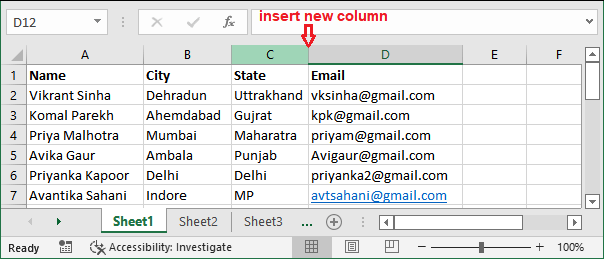 insert new column
D12 fx
A B C D E F
1 Name City State Email
2 Vikrant Sinha Dehradun Uttrakhand vksinha@gmail.com
3 Komal Parekh Ahemdabad Gujrat kpk@gmail.com
4 Priya Malhotra Mumbai Maharatra priyam@gmail.com
5 Avika Gaur Ambala Punjab Avigaur@gmail.com
6 Priyanka Kapoor Delhi Delhi priyanka2@gmail.com
7 Avantika Sahani Indore MP avtsahani@gmail.com
Sheet1 Sheet2 Sheet3 ...
Ready Accessibility: Investigate 100%